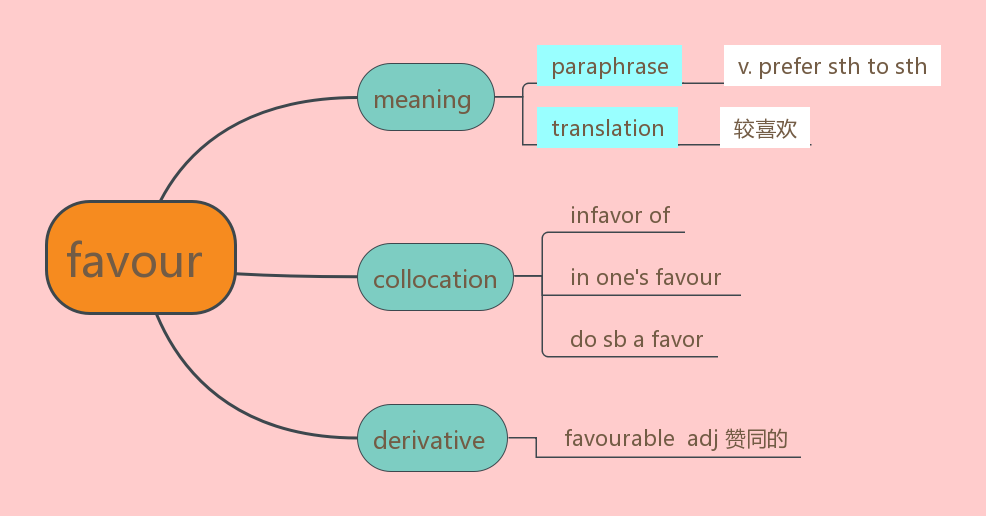 favour
meaning
paraphrase
v. prefer sth to sth
translation
较喜欢
collocation
infavor of
in one's favour
do sb a favor
derivative
favourable adj 赞同的